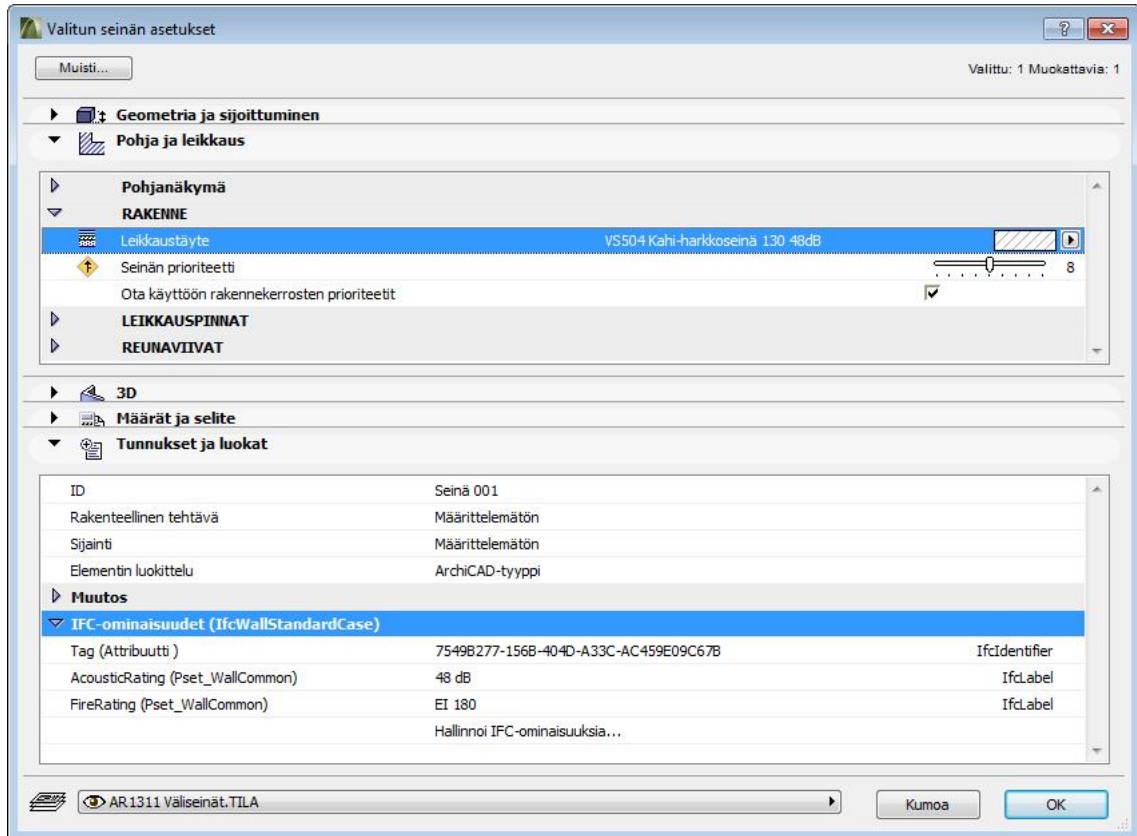 Valitun seinän asetukset
Muisti... Valittu: 1 Muokattavia: 1
Geometria ja sijoittuminen
Pohja ja leikkaus
Pohjanäkymä
RAKENNE
Leikkaustäyte VS504 Kahi-harkkoseinä 130 48dB
Seinän prioriteetti 8
Ota käyttöön rakennekerrosten prioriteetit
LEIKKAUSPINNAT
REUNAVIIVAT
3D
Määrät ja selite
Tunnukset ja luokat
ID Seinä 001
Rakenteellinen tehtävä Määrittelemätön
Sijainti Määrittelemätön
Elementin luokittelu ArchiCAD-tyyppi
Muutos
IFC-ominaisuudet (IfcWallStandardCase)
Tag (Attribuutti ) 7549B277-156B-404D-A33C-AC459E09C67B IfcIdentifier
AcousticRating (Pset_WallCommon) 48 dB IfcLabel
FireRating (Pset_WallCommon) EI 180 IfcLabel
Hallinnoi IFC-ominaisuuksia...
AR1311 Väliseinät.TILA Kumoa OK